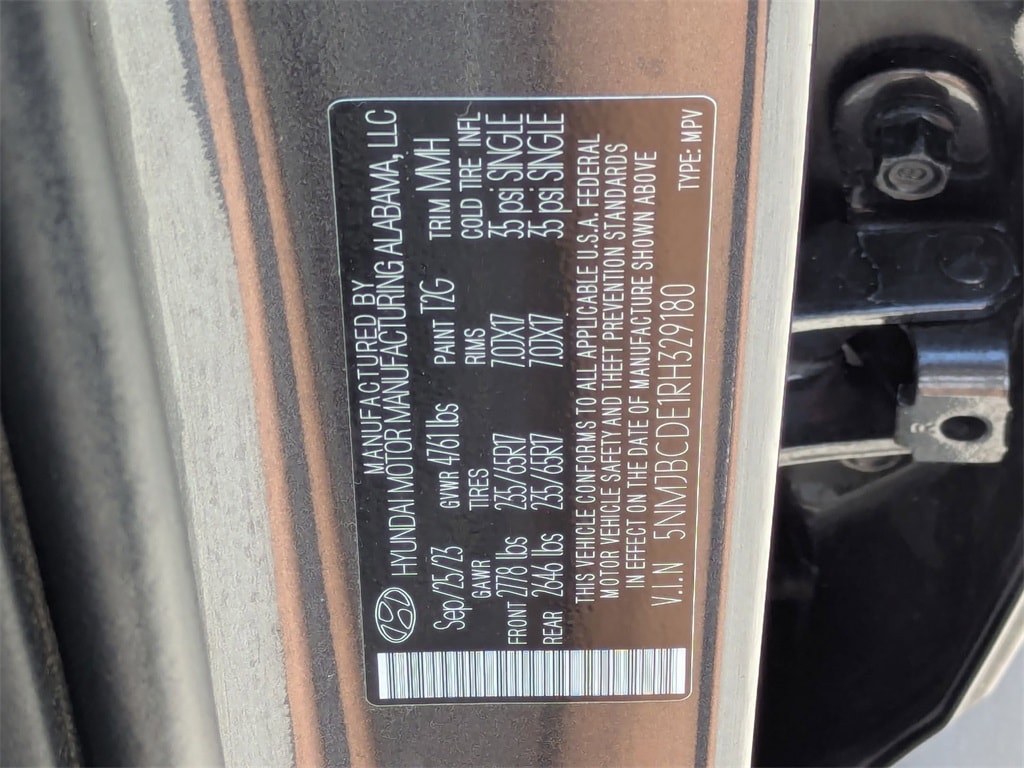 MANUFACTURED BY
HYUNDAI MOTOR MANUFACTURING ALABAMA, LLC
Sep/25/23 GVWR 4761 lbs PAINT T2G TRIM MMH
GAWR TIRES RIMS COLD TIRE INFL
FRONT 2778 lbs 235/65R17 7.0JX17 35 psi SINGLE
REAR 2646 lbs 235/65R17 7.0JX17 35 psi SINGLE
THIS VEHICLE CONFORMS TO ALL APPLICABLE U.S.A. FEDERAL
MOTOR VEHICLE SAFETY AND THEFT PREVENTION STANDARDS
IN EFFECT ON THE DATE OF MANUFACTURE SHOWN ABOVE
V.I.N 5NMJBCDE1RH329180 TYPE: MPV
R